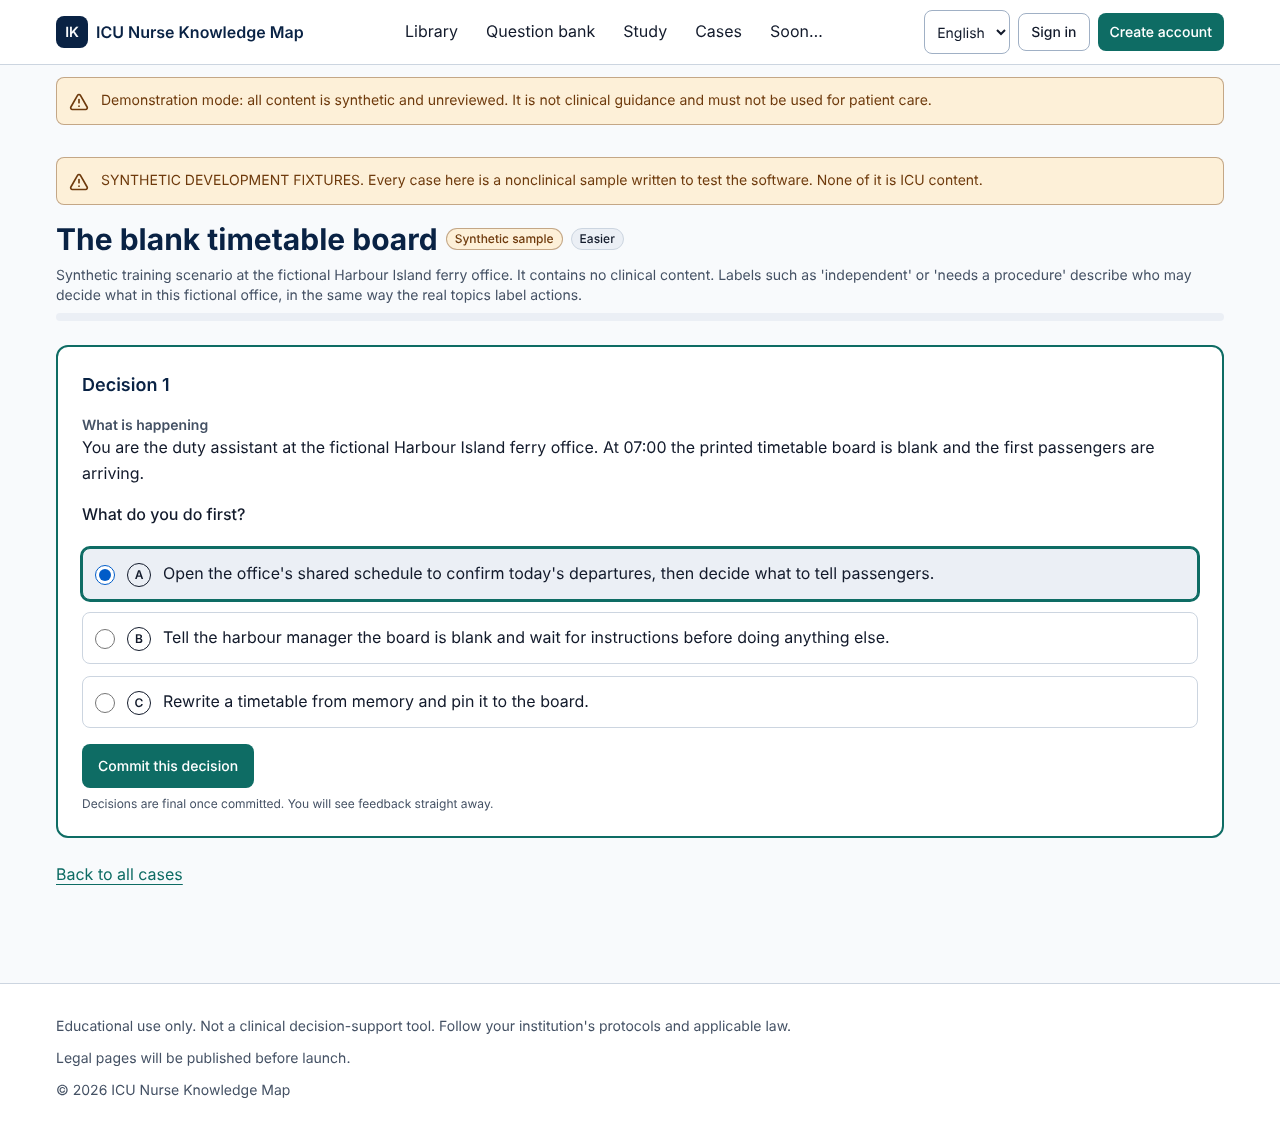 IK ICU Nurse Knowledge Map Library Question bank Study Cases Soon... English Sign in Create account
Demonstration mode: all content is synthetic and unreviewed. It is not clinical guidance and must not be used for patient care.
SYNTHETIC DEVELOPMENT FIXTURES. Every case here is a nonclinical sample written to test the software. None of it is ICU content.
The blank timetable board Synthetic sample Easier
Synthetic training scenario at the fictional Harbour Island ferry office. It contains no clinical content. Labels such as 'independent' or 'needs a procedure' describe who may
decide what in this fictional office, in the same way the real topics label actions.
Decision 1
What is happening
You are the duty assistant at the fictional Harbour Island ferry office. At 07:00 the printed timetable board is blank and the first passengers are
arriving.
What do you do first?
A Open the office's shared schedule to confirm today's departures, then decide what to tell passengers.
B Tell the harbour manager the board is blank and wait for instructions before doing anything else.
C Rewrite a timetable from memory and pin it to the board.
Commit this decision
Decisions are final once committed. You will see feedback straight away.
Back to all cases
Educational use only. Not a clinical decision-support tool. Follow your institution's protocols and applicable law.
Legal pages will be published before launch.
© 2026 ICU Nurse Knowledge Map